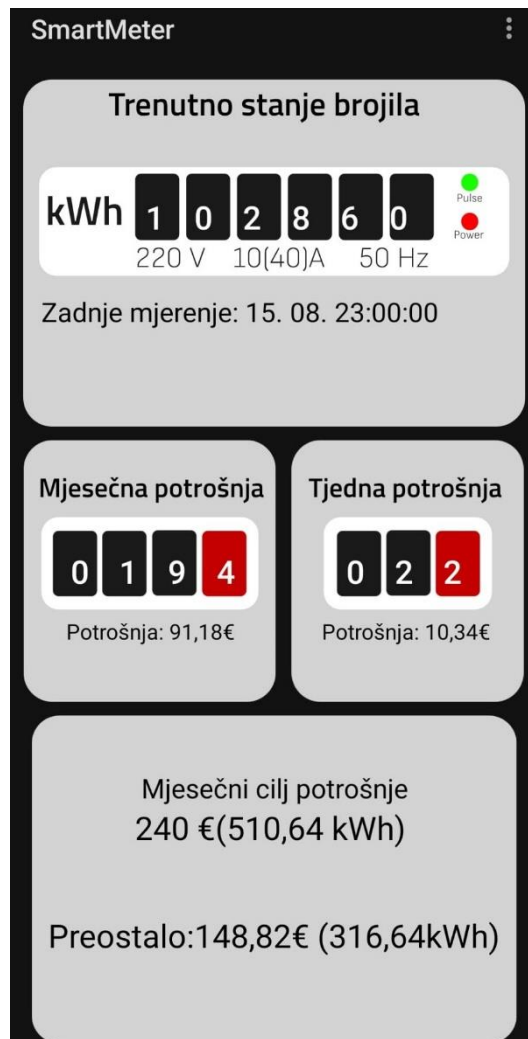 SmartMeter
Trenutno stanje brojila
kWh 1 0 2 8 6 0
Pulse
Power
220 V 10(40)A 50 Hz
Zadnje mjerenje: 15. 08. 23:00:00
Mjesečna potrošnja
0 1 9 4
Potrošnja: 91,18€
Tjedna potrošnja
0 2 2
Potrošnja: 10,34€
Mjesečni cilj potrošnje
240 €(510,64 kWh)
Preostalo:148,82€ (316,64kWh)